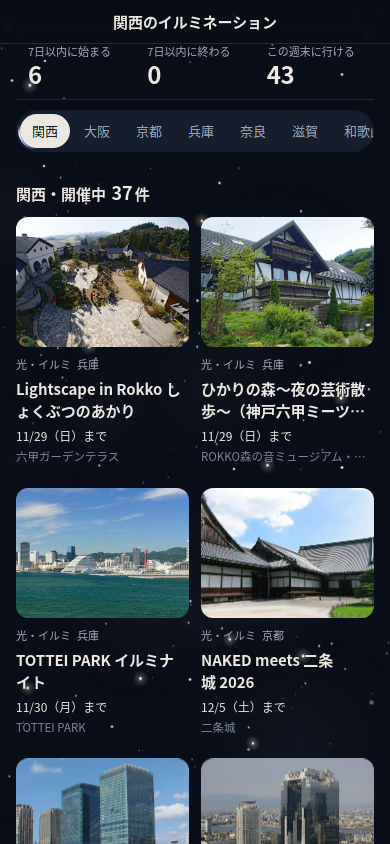 関西のイルミネーション
7日以内に始まる
7日以内に終わる
この週末に行ける
6
0
43
関西
大阪
京都
兵庫
奈良
滋賀
和歌
関西・開催中 37件
光・イルミ 兵庫
Lightscape in Rokko し
ょくぶつのあかり
11/29（日）まで
六甲ガーデンテラス
光・イルミ 兵庫
ひかりの森〜夜の芸術散
歩〜（神戸六甲ミーツ…
11/29（日）まで
ROKKO森の音ミュージアム・…
光・イルミ 兵庫
TOTTEI PARK イルミナ
イト
11/30（月）まで
TOTTEI PARK
光・イルミ 京都
NAKED meets 二条
城 2026
12/5（土）まで
二条城